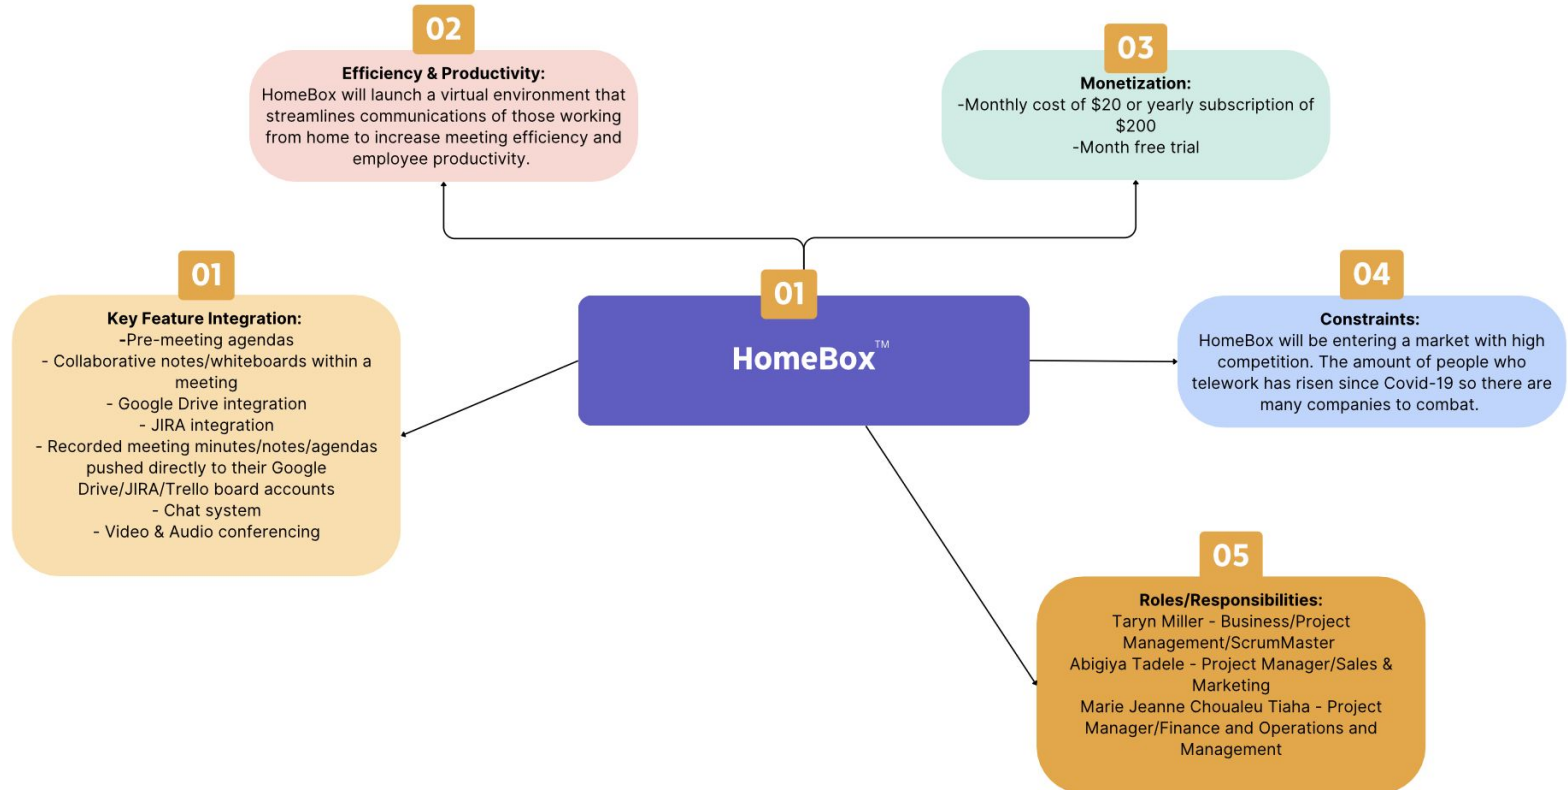 02
Efficiency & Productivity:
HomeBox will launch a virtual environment that
streamlines communications of those working
from home to increase meeting efficiency and
employee productivity.
03
Monetization:
-Monthly cost of $20 or yearly subscription of
$200
-Month free trial
01
Key Feature Integration:
-Pre-meeting agendas
- Collaborative notes/whiteboards within a
meeting
- Google Drive integration
- JIRA integration
- Recorded meeting minutes/notes/agendas
pushed directly to their Google
Drive/JIRA/Trello board accounts
- Chat system
- Video & Audio conferencing
01
HomeBox™
04
Constraints:
HomeBox will be entering a market with high
competition. The amount of people who
telework has risen since Covid-19 so there are
many companies to combat.
05
Roles/Responsibilities:
Taryn Miller - Business/Project
Management/ScrumMaster
Abigiya Tadele - Project Manager/Sales &
Marketing
Marie Jeanne Choualeu Tiaha - Project
Manager/Finance and Operations and
Management